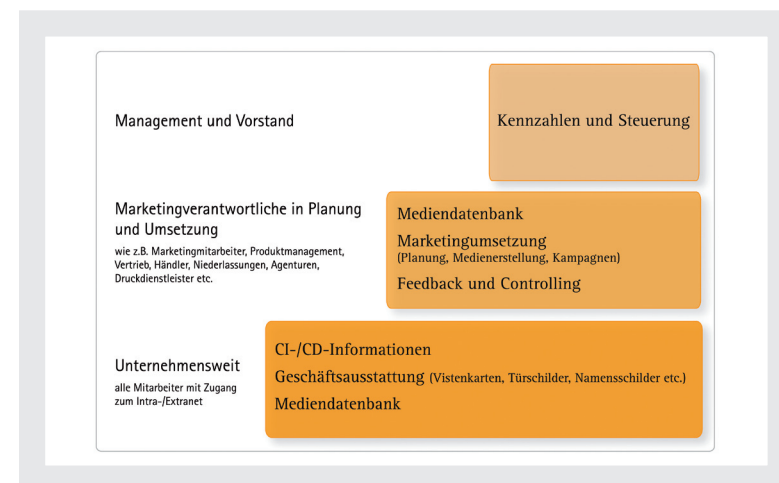 Management und Vorstand
Kennzahlen und Steuerung
Marketingverantwortliche in Planung
und Umsetzung
wie z.B. Marketingmitarbeiter, Produktmanagement,
Vertrieb, Händler, Niederlassungen, Agenturen,
Druckdienstleister etc.
Mediendatenbank
Marketingumsetzung
(Planung, Medienerstellung, Kampagnen)
Feedback und Controlling
Unternehmensweit
alle Mitarbeiter mit Zugang
zum Intra-/Extranet
CI-/CD-Informationen
Geschäftsausstattung (Vistenkarten, Türschilder, Namensschilder etc.)
Mediendatenbank